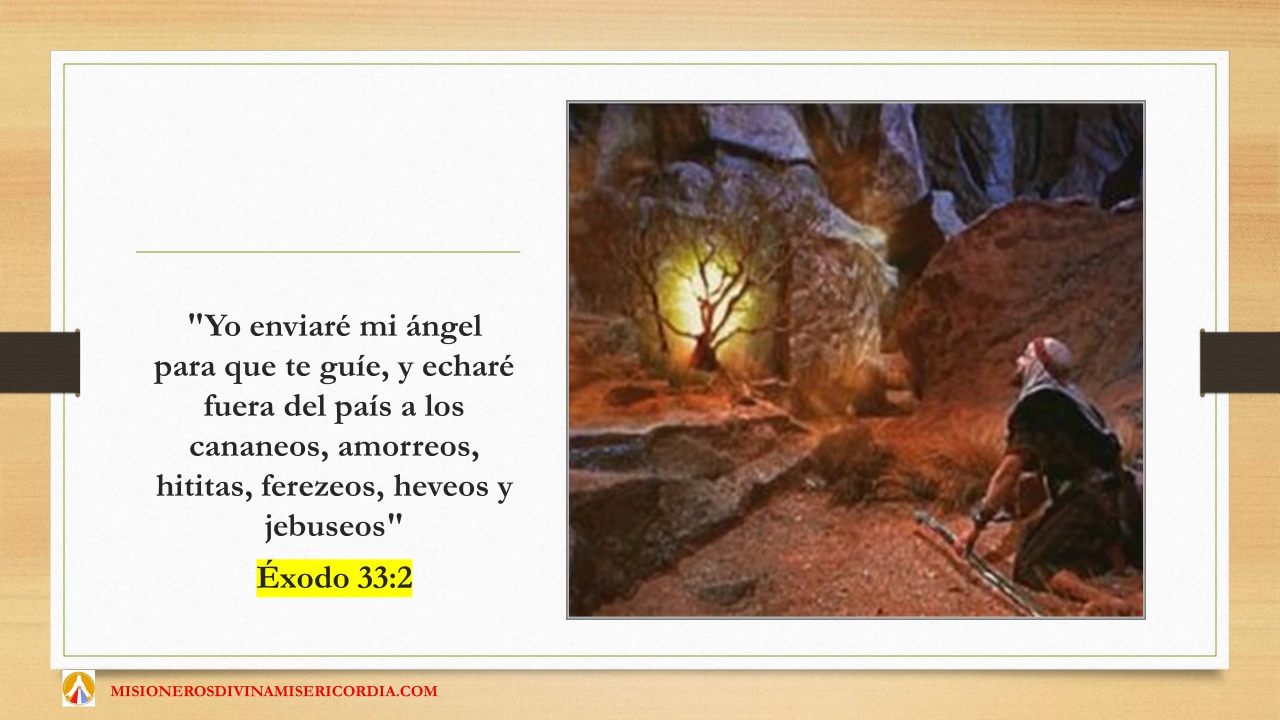 "Yo enviaré mi ángel
para que te guíe, y echaré
fuera del país a los
cananeos, amorreos,
hititas, ferezeos, heveos y
jebuseos"
Éxodo 33:2
MISIONEROSDIVINAMISERICORDIA.COM